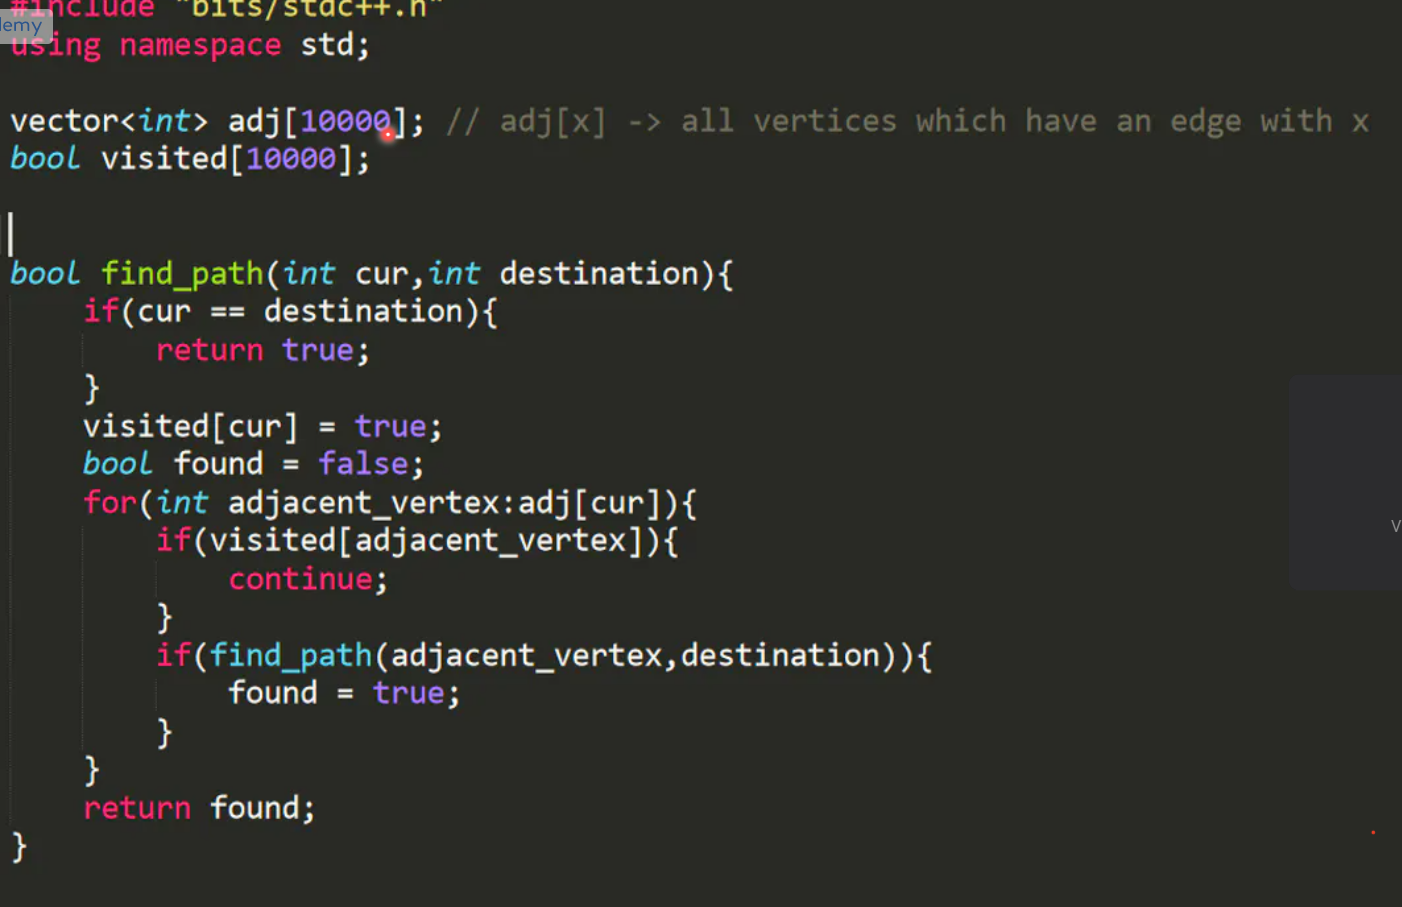 #include "bits/stdc++.h"
demy
using namespace std;
vector<int> adj[10000]; // adj[x] -> all vertices which have an edge with x
bool visited[10000];
bool find_path(int cur,int destination){
if(cur == destination){
return true;
}
visited[cur] = true;
bool found = false;
for(int adjacent_vertex:adj[cur]){
if(visited[adjacent_vertex]){
continue;
}
if(find_path(adjacent_vertex,destination)){
found = true;
}
}
return found;
}
V